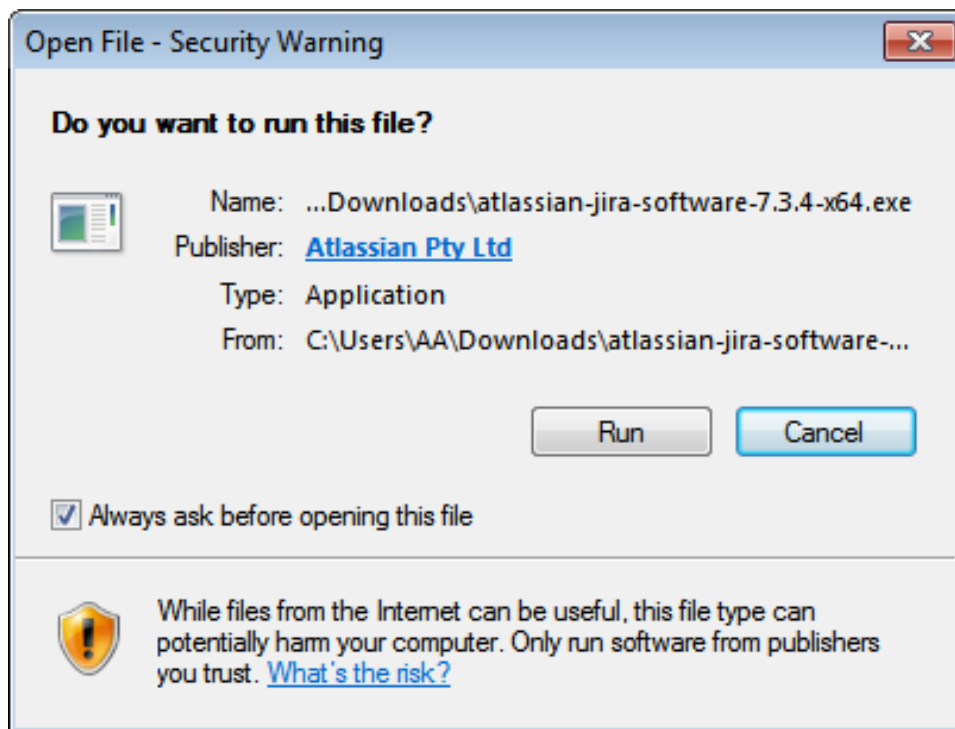 Open File - Security Warning
Do you want to run this file?
Name: ...Downloads\atlassian-jira-software-7.3.4-x64.exe
Publisher: Atlassian Pty Ltd
Type: Application
From: C:\Users\AA\Downloads\atlassian-jira-software-...
Run Cancel
Always ask before opening this file
While files from the Internet can be useful, this file type can
potentially harm your computer. Only run software from publishers
you trust. What's the risk?